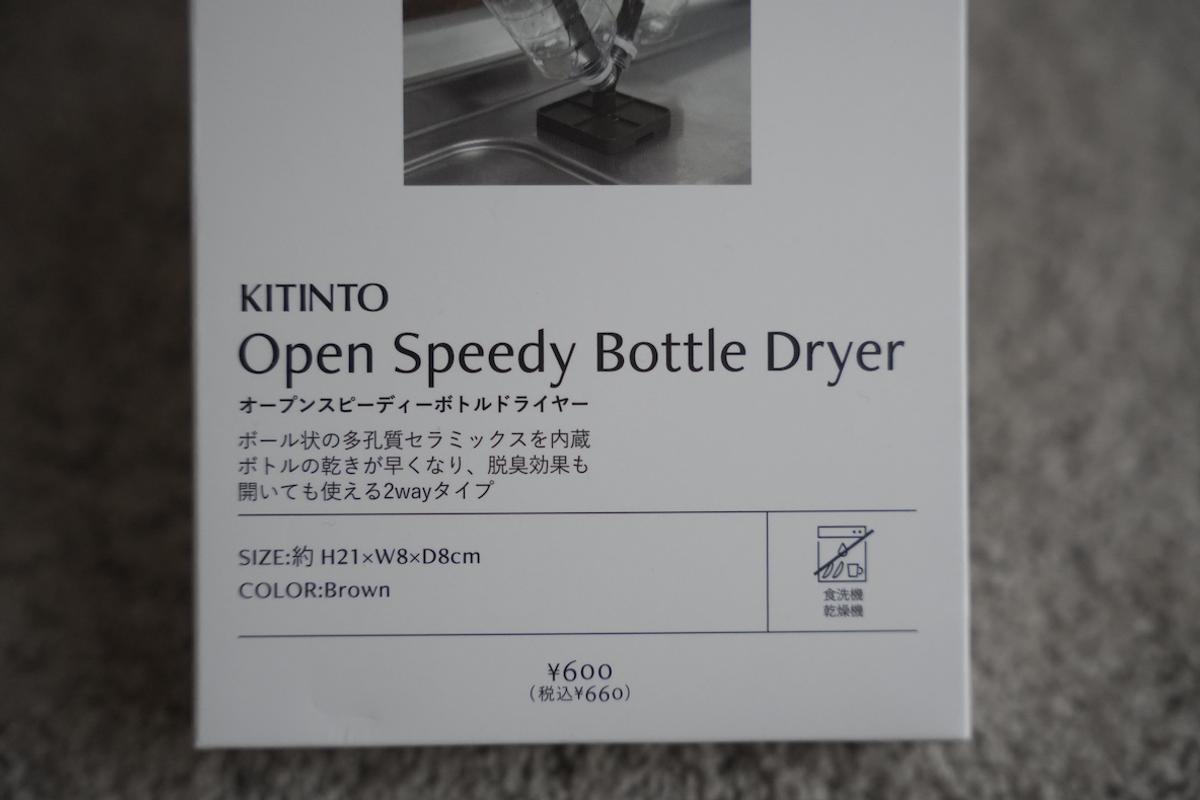 KITINTO
Open Speedy Bottle Dryer
オープンスピーディーボトルドライヤー
ボール状の多孔質セラミックスを内蔵
ボトルの乾きが早くなり、脱臭効果も
開いても使える2wayタイプ
SIZE:約 H21×W8×D8cm
COLOR:Brown
食洗機
乾燥機
¥600
(税込¥660)